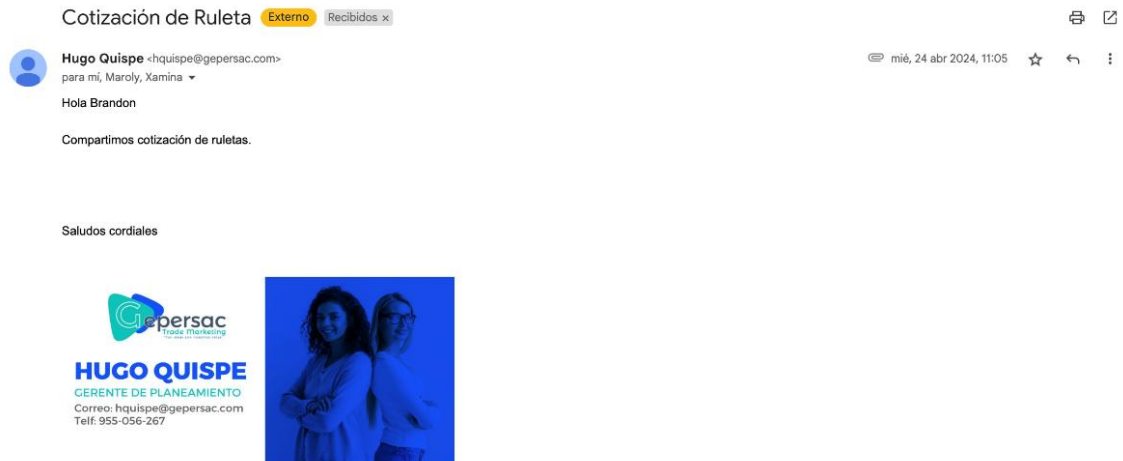 Cotización de Ruleta Externo Recibidos ×
Hugo Quispe <hquispe@gepersac.com> mié, 24 abr 2024, 11:05
para mí, Maroly, Xamina
Hola Brandon
Compartimos cotización de ruletas.
Saludos cordiales
Gepersac
Trade Marketing
HUGO QUISPE
GERENTE DE PLANEAMIENTO
Correo: hquispe@gepersac.com
Telf: 955-056-267